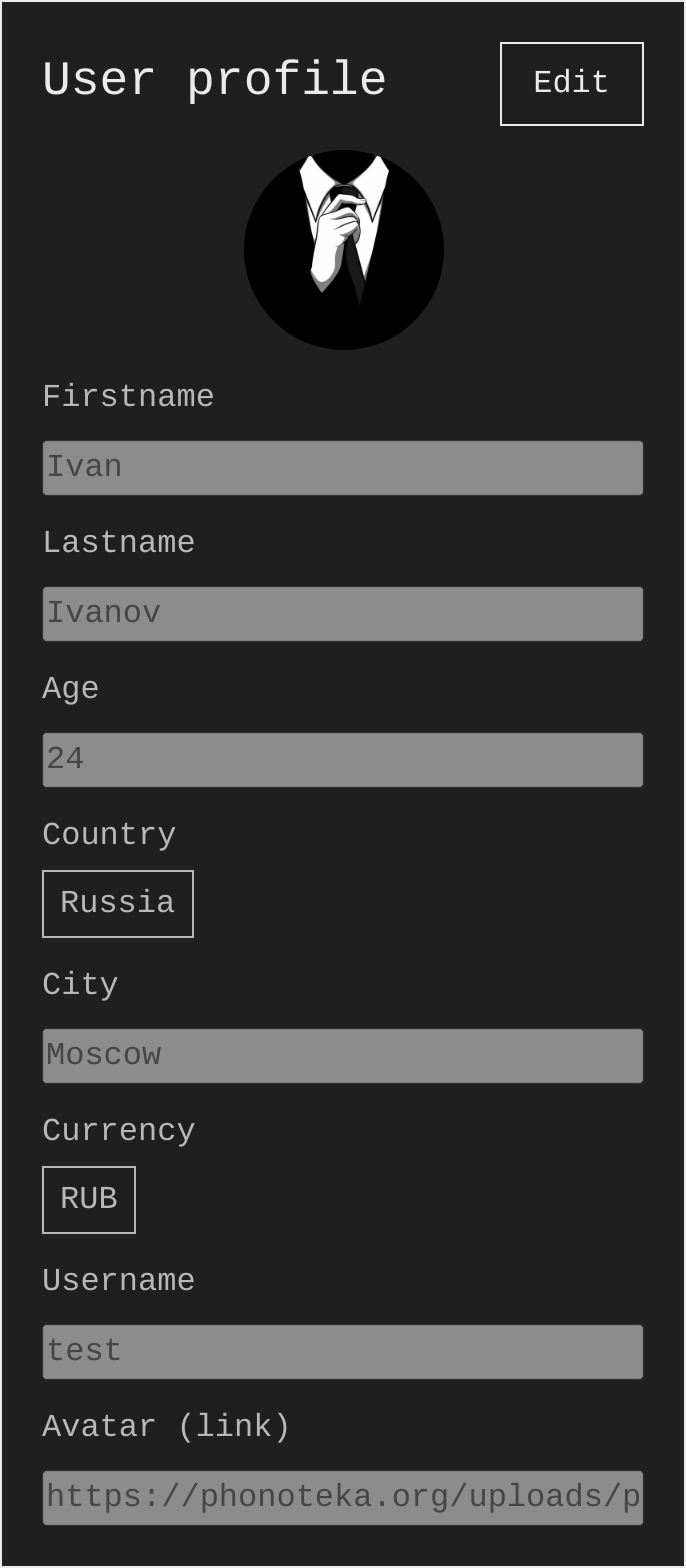 User profile
Edit
Firstname
Ivan
Lastname
Ivanov
Age
24
Country
Russia
City
Moscow
Currency
RUB
Username
test
Avatar (link)
https://phonoteka.org/uploads/p